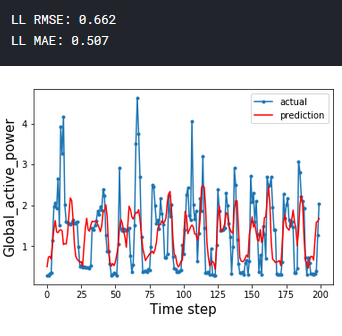 LL RMSE: 0.662
LL MAE: 0.507
actual
prediction
Global_active_power
4
3
2
1
0
25
50
75
100
125
150
175
200
Time step